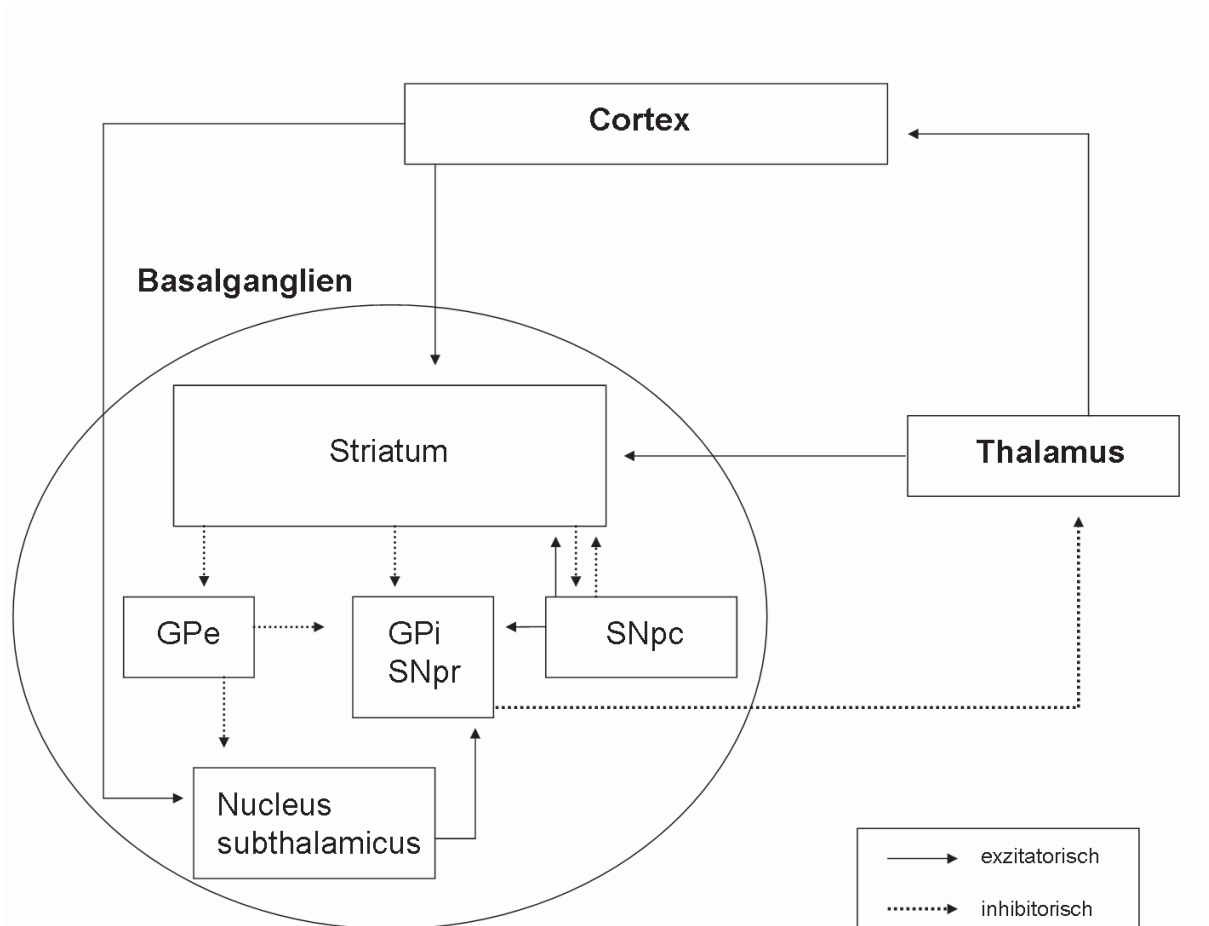 Cortex
Basalganglien
Striatum
Thalamus
GPe
GPi
SNpr
SNpc
Nucleus
subthalamicus
exzitatorisch
inhibitorisch